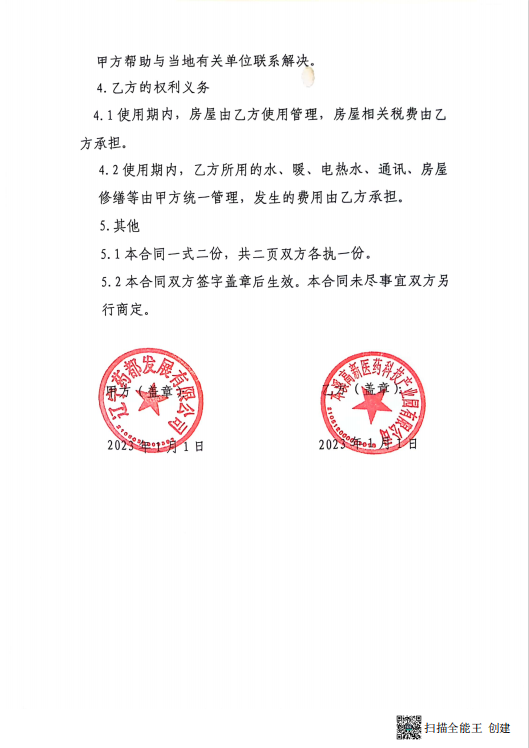 甲方帮助与当地有关单位联系解决。
4.乙方的权利义务
4.1使用期内，房屋由乙方使用管理，房屋相关税费由乙
方承担。
4.2使用期内，乙方所用的水、暖、电热水、通讯、房屋
修缮等由甲方统一管理，发生的费用由乙方承担。
5.其他
5.1本合同一式二份，共二页双方各执一份。
5.2本合同双方签字盖章后生效。本合同未尽事宜双方另
行商定。
辽宁药都发展有限公司
甲方（盖章）：
2023年1月1日
本溪高新医药科技产业园有限公司
乙方（盖章）：
2023年1月1日
扫描全能王 创建